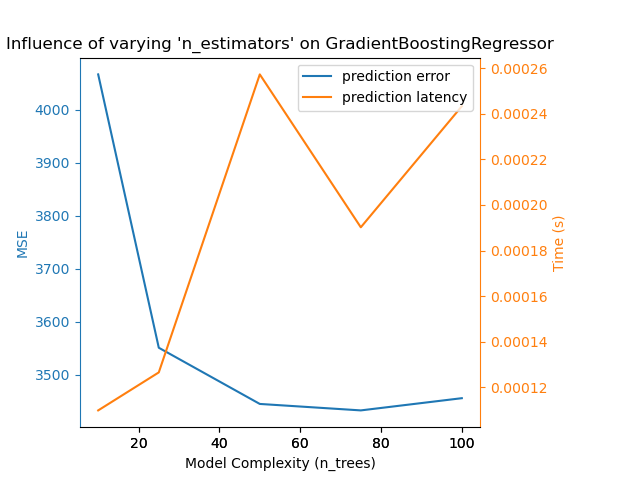 Influence of varying 'n_estimators' on GradientBoostingRegressor
prediction error
prediction latency
4000
3900
3800
3700
3600
3500
MSE
0.00026
0.00024
0.00022
0.00020
0.00018
0.00016
0.00014
0.00012
Time (s)
20 40 60 80 100
Model Complexity (n_trees)